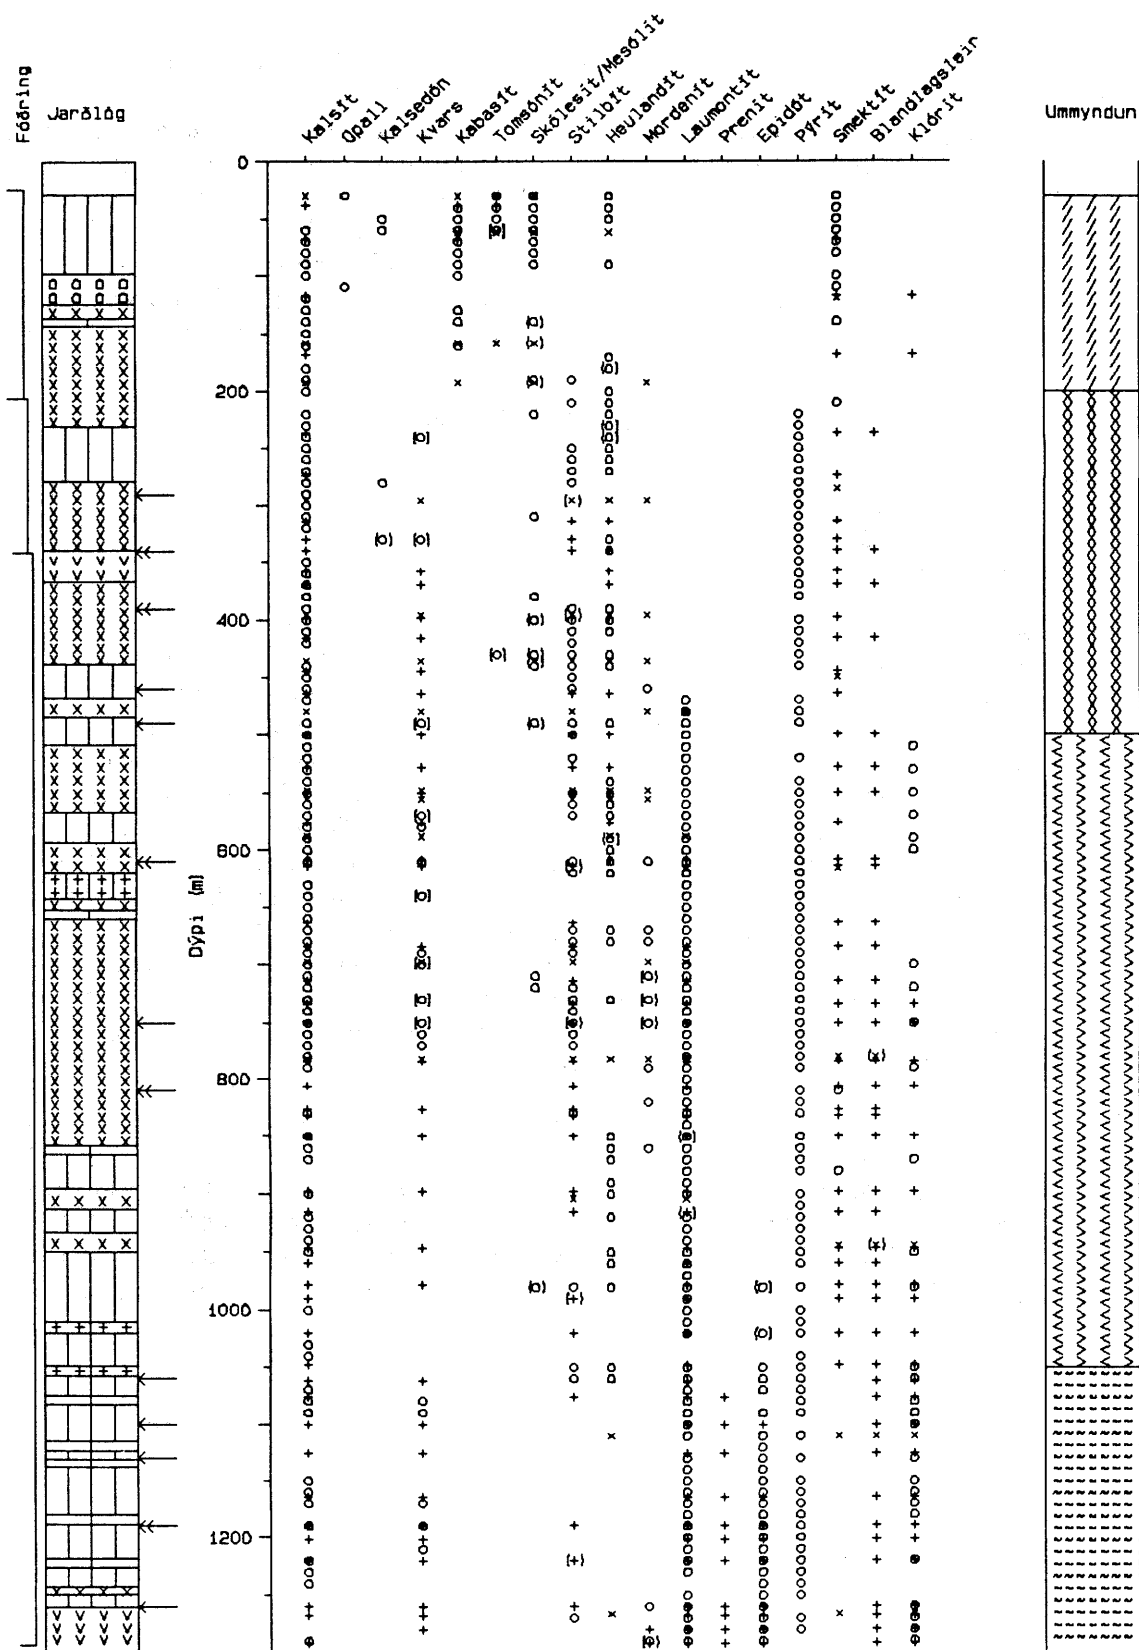 Fóðring
Jarðlög
Kalsít
Opall
Kalsedón
Kvars
Kabasít
Tomsónít
Skólesít/Mesólít
Stilbít
Heulandít
Mordenít
Laumontít
Prenít
Epidót
Pýrít
Smektít
Blandlagsleir
Klórít
Ummyndun
Dýpi (m)
0
200
400
600
800
1000
1200